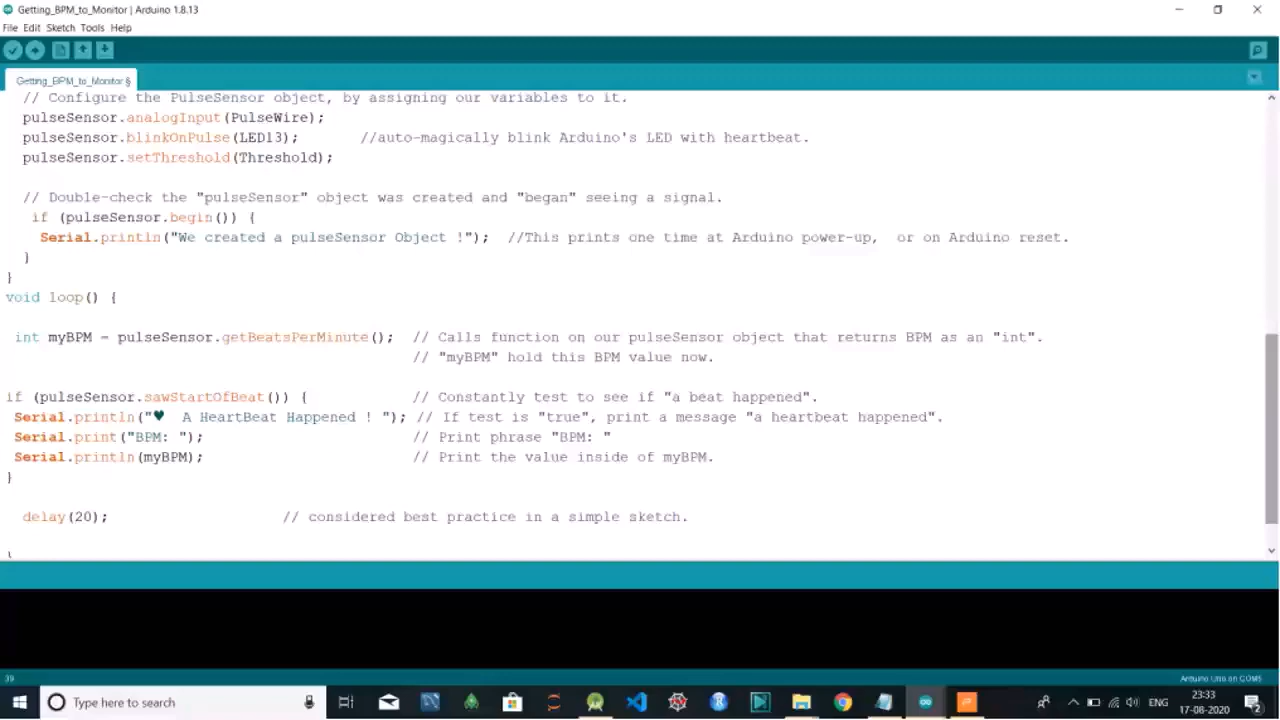 Getting_BPM_to_Monitor | Arduino 1.8.13
File Edit Sketch Tools Help
Getting_BPM_to_Monitor §
// Configure the PulseSensor object, by assigning our variables to it.
pulseSensor.analogInput(PulseWire);
pulseSensor.blinkOnPulse(LED13); //auto-magically blink Arduino's LED with heartbeat.
pulseSensor.setThreshold(Threshold);
// Double-check the "pulseSensor" object was created and "began" seeing a signal.
if (pulseSensor.begin()) {
Serial.println("We created a pulseSensor Object !"); //This prints one time at Arduino power-up, or on Arduino reset.
}
}
void loop() {
int myBPM = pulseSensor.getBeatsPerMinute(); // Calls function on our pulseSensor object that returns BPM as an "int".
// "myBPM" hold this BPM value now.
if (pulseSensor.sawStartOfBeat()) { // Constantly test to see if "a beat happened".
Serial.println("♥ A HeartBeat Happened ! "); // If test is "true", print a message "a heartbeat happened".
Serial.print("BPM: "); // Print phrase "BPM: "
Serial.println(myBPM); // Print the value inside of myBPM.
}
delay(20); // considered best practice in a simple sketch.
39
Arduino Uno on COM5
Type here to search
ENG
23:33
17-08-2020
2